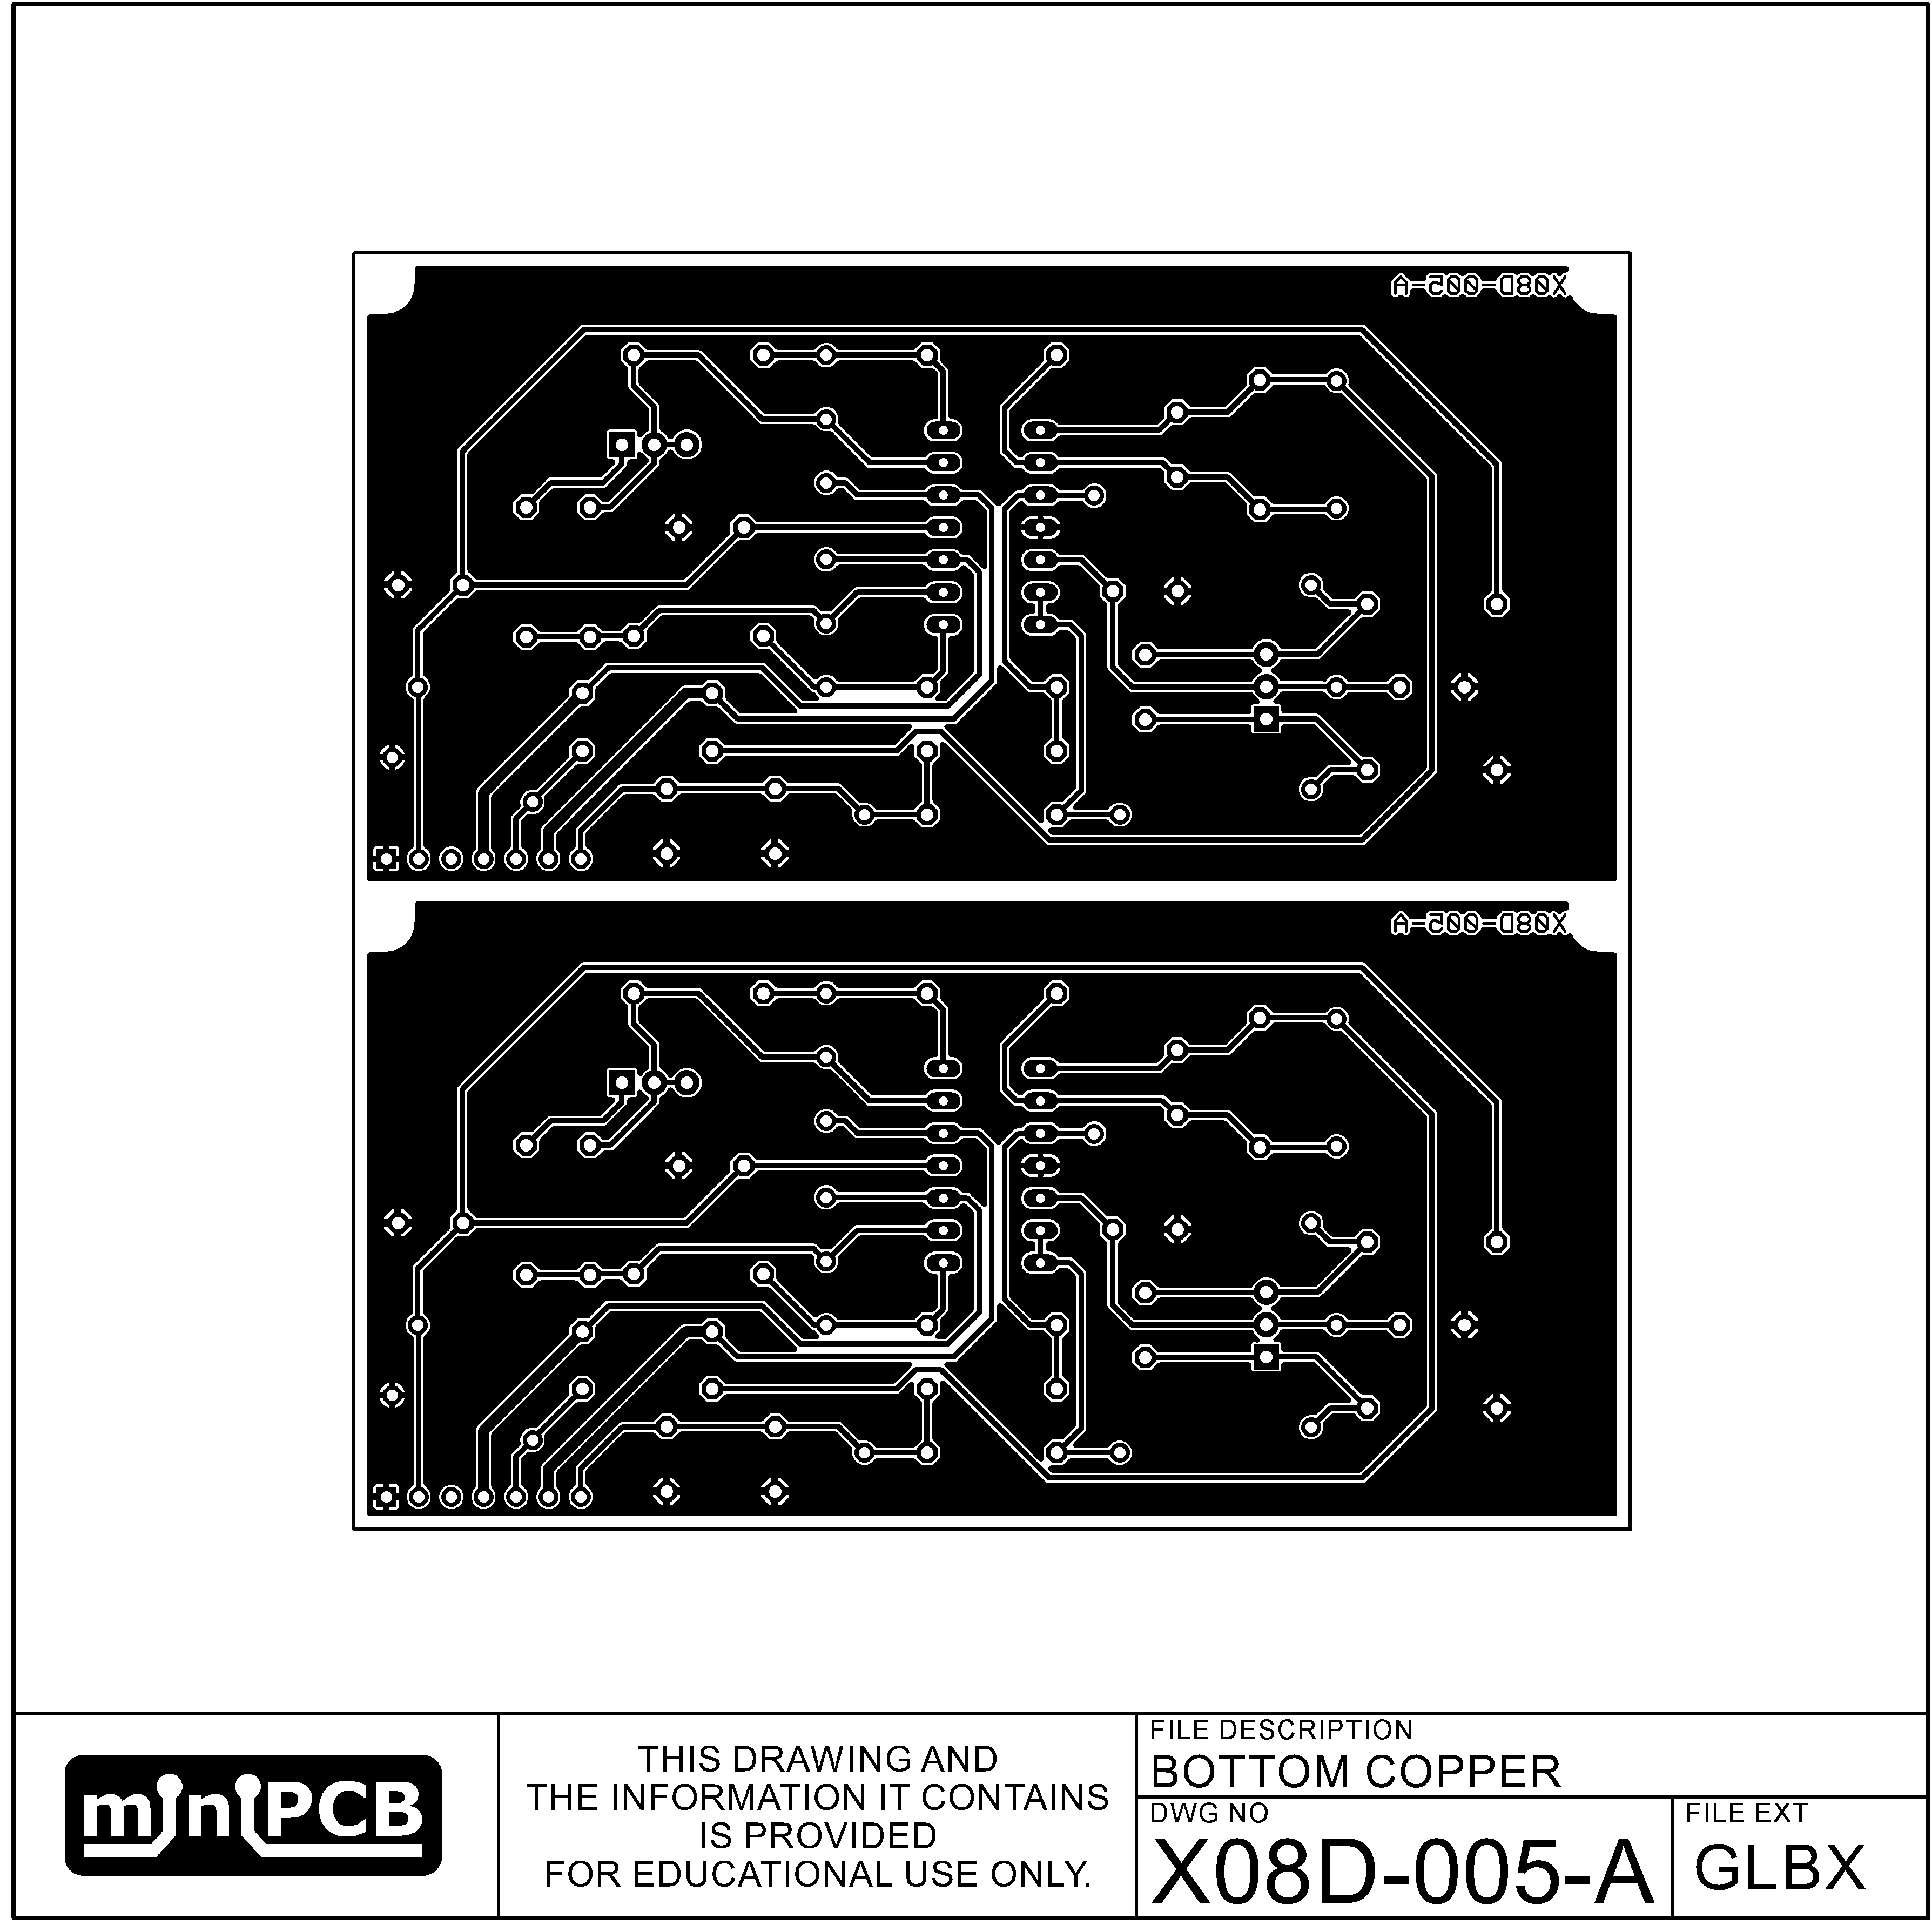 X08D-005-A
X08D-005-A
miniPCB
THIS DRAWING AND
THE INFORMATION IT CONTAINS
IS PROVIDED
FOR EDUCATIONAL USE ONLY.
FILE DESCRIPTION
BOTTOM COPPER
DWG NO
X08D-005-A
FILE EXT
GLBX